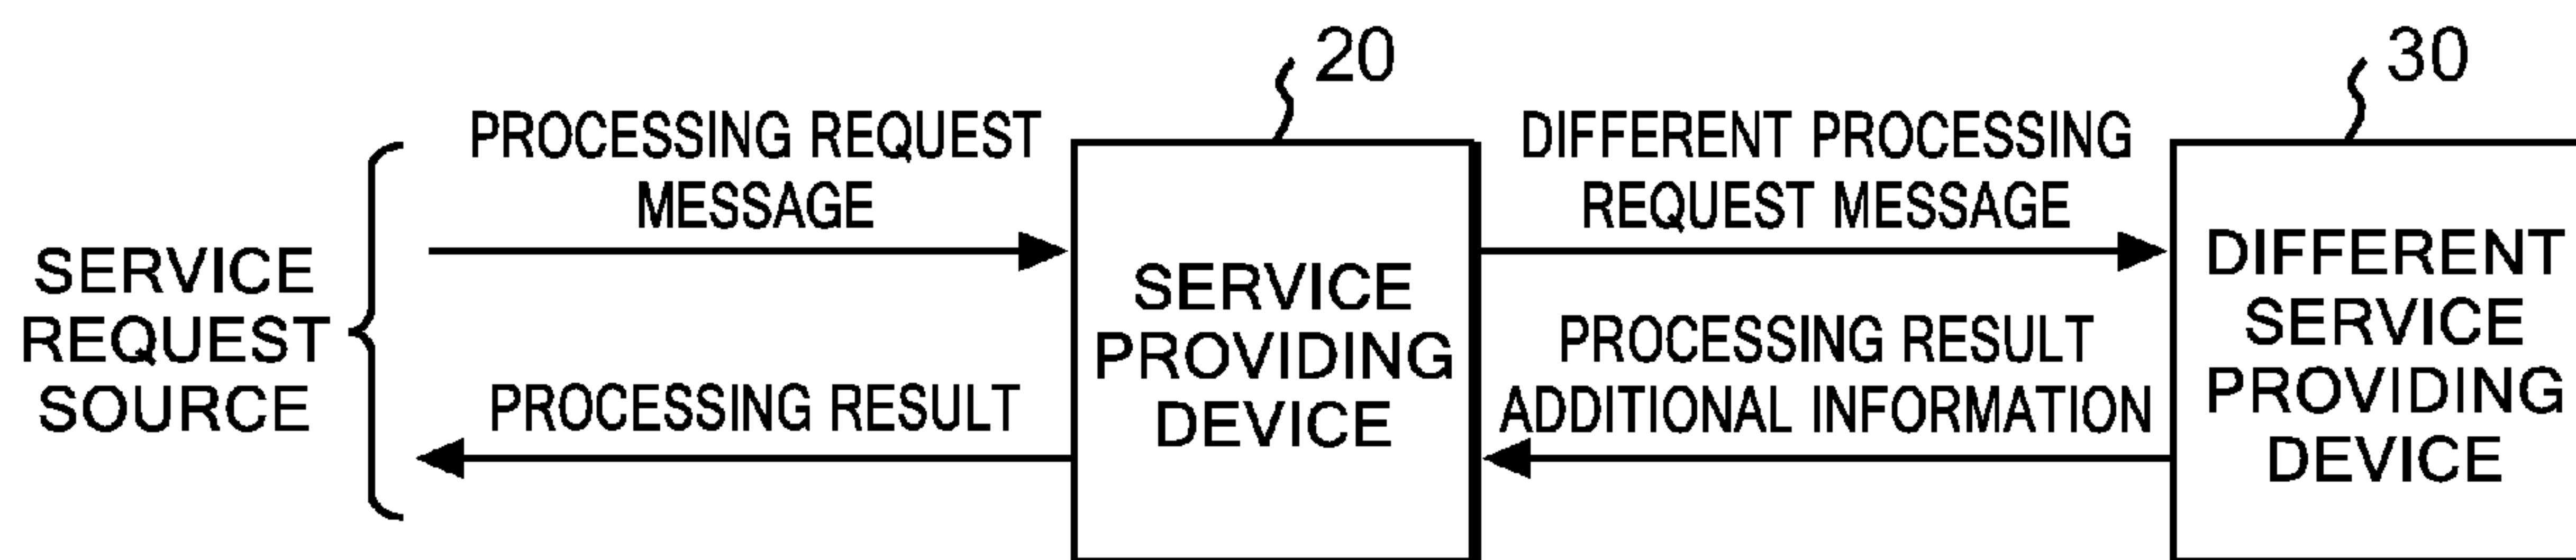 20
30
PROCESSING REQUEST
MESSAGE
DIFFERENT PROCESSING
REQUEST MESSAGE
SERVICE
REQUEST
SOURCE
SERVICE
PROVIDING
DEVICE
DIFFERENT
SERVICE
PROVIDING
DEVICE
PROCESSING RESULT
PROCESSING RESULT
ADDITIONAL INFORMATION